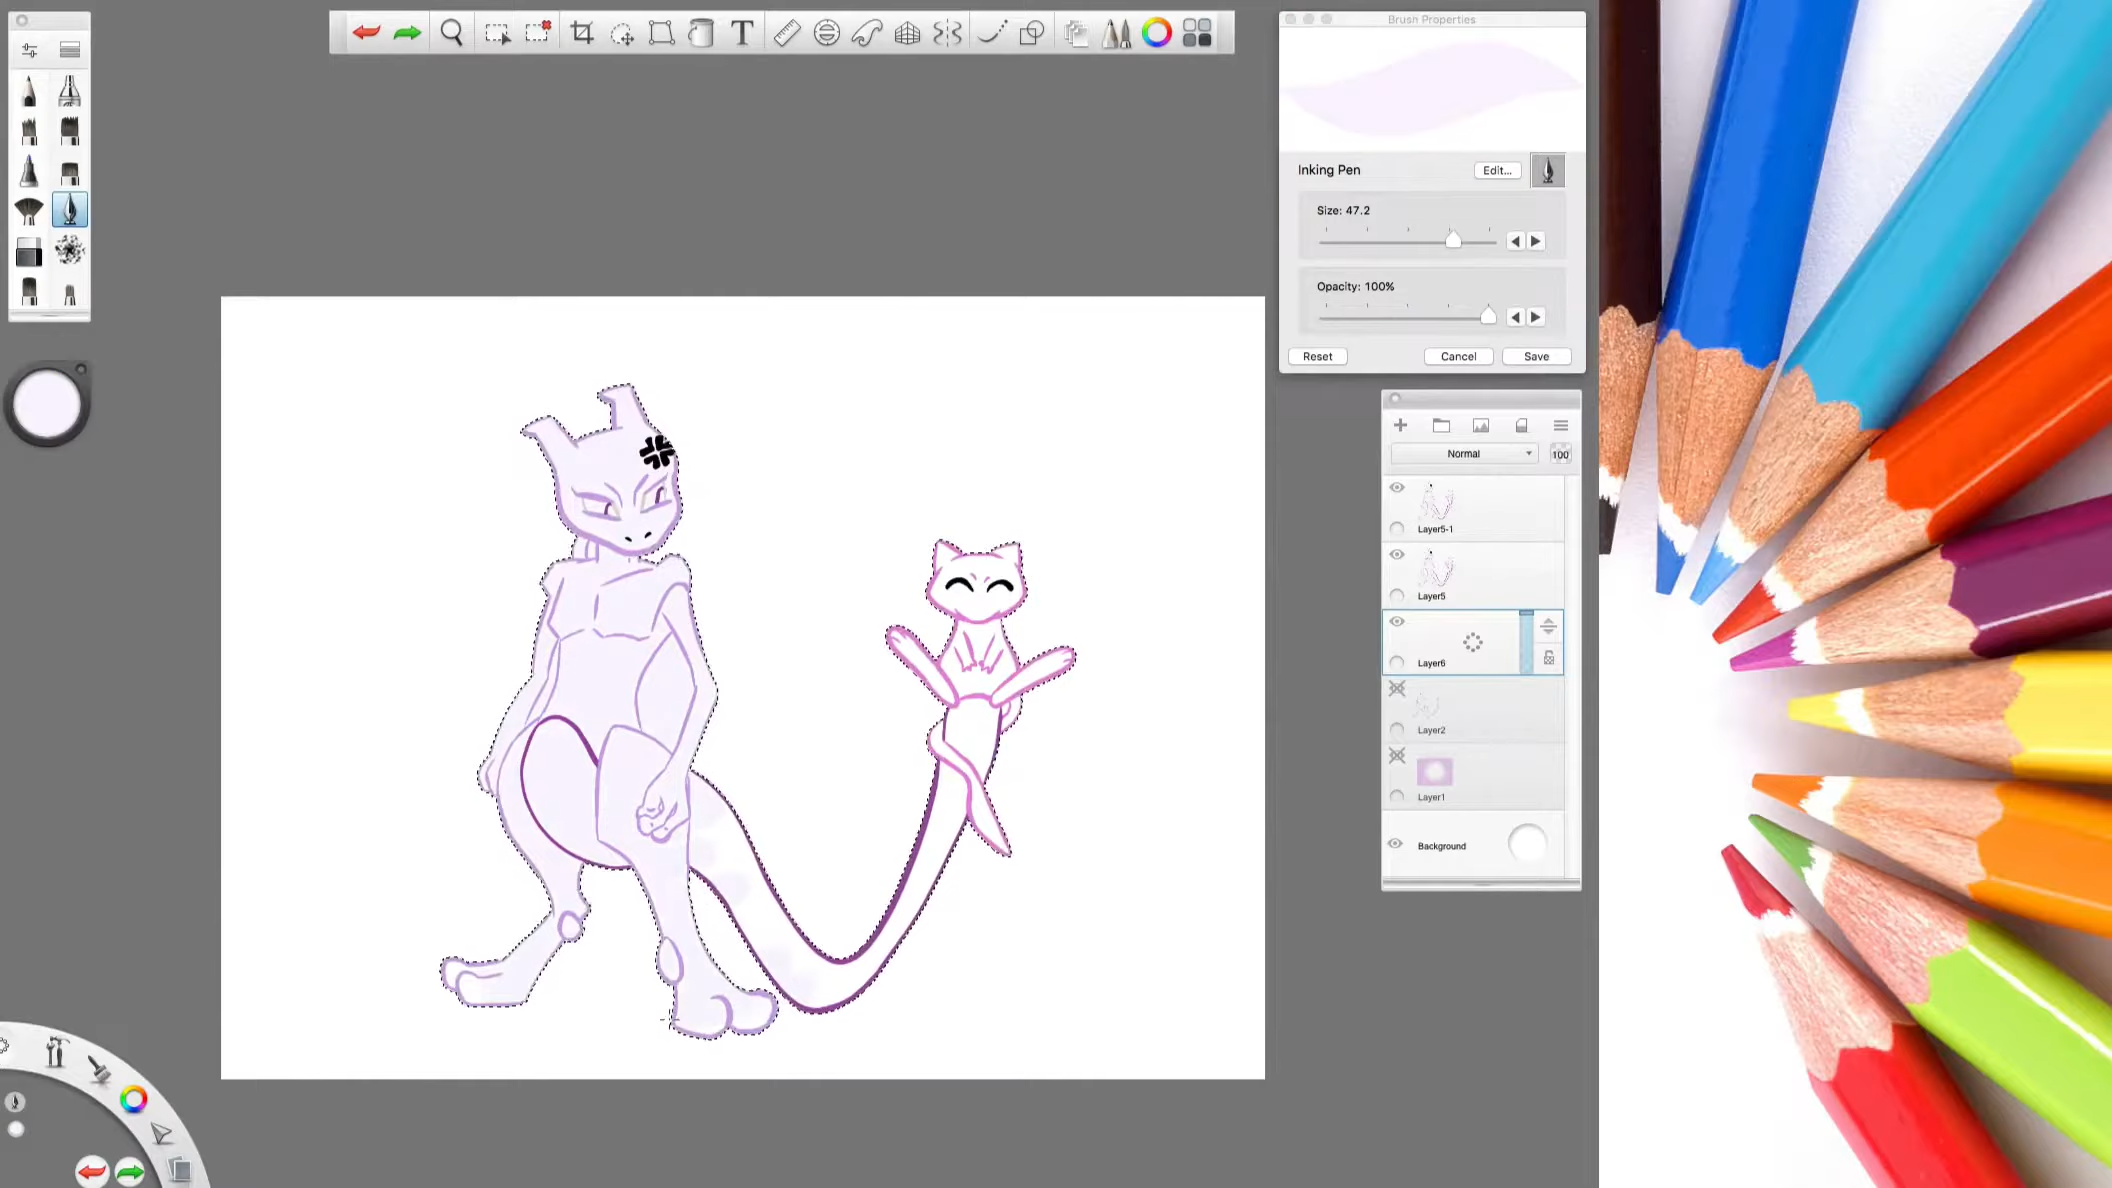 T
Brush Properties
Inking Pen
Edit...
Size: 47.2
Opacity: 100%
Reset
Cancel
Save
Normal
100
Layer5-1
Layer5
Layer6
Layer2
Layer1
Background